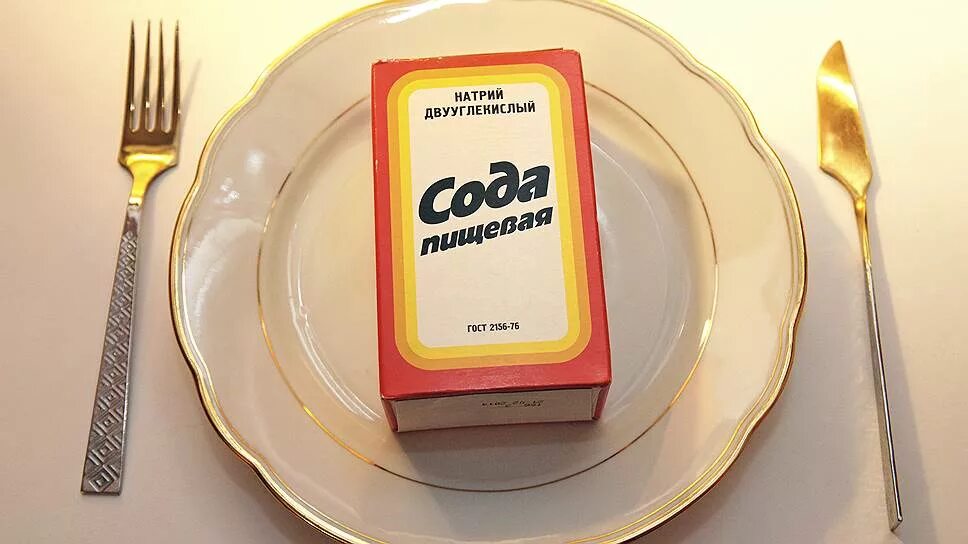 НАТРИЙ
ДВУУГЛЕКИСЛЫЙ
Сода
пищевая
ГОСТ 2156-76